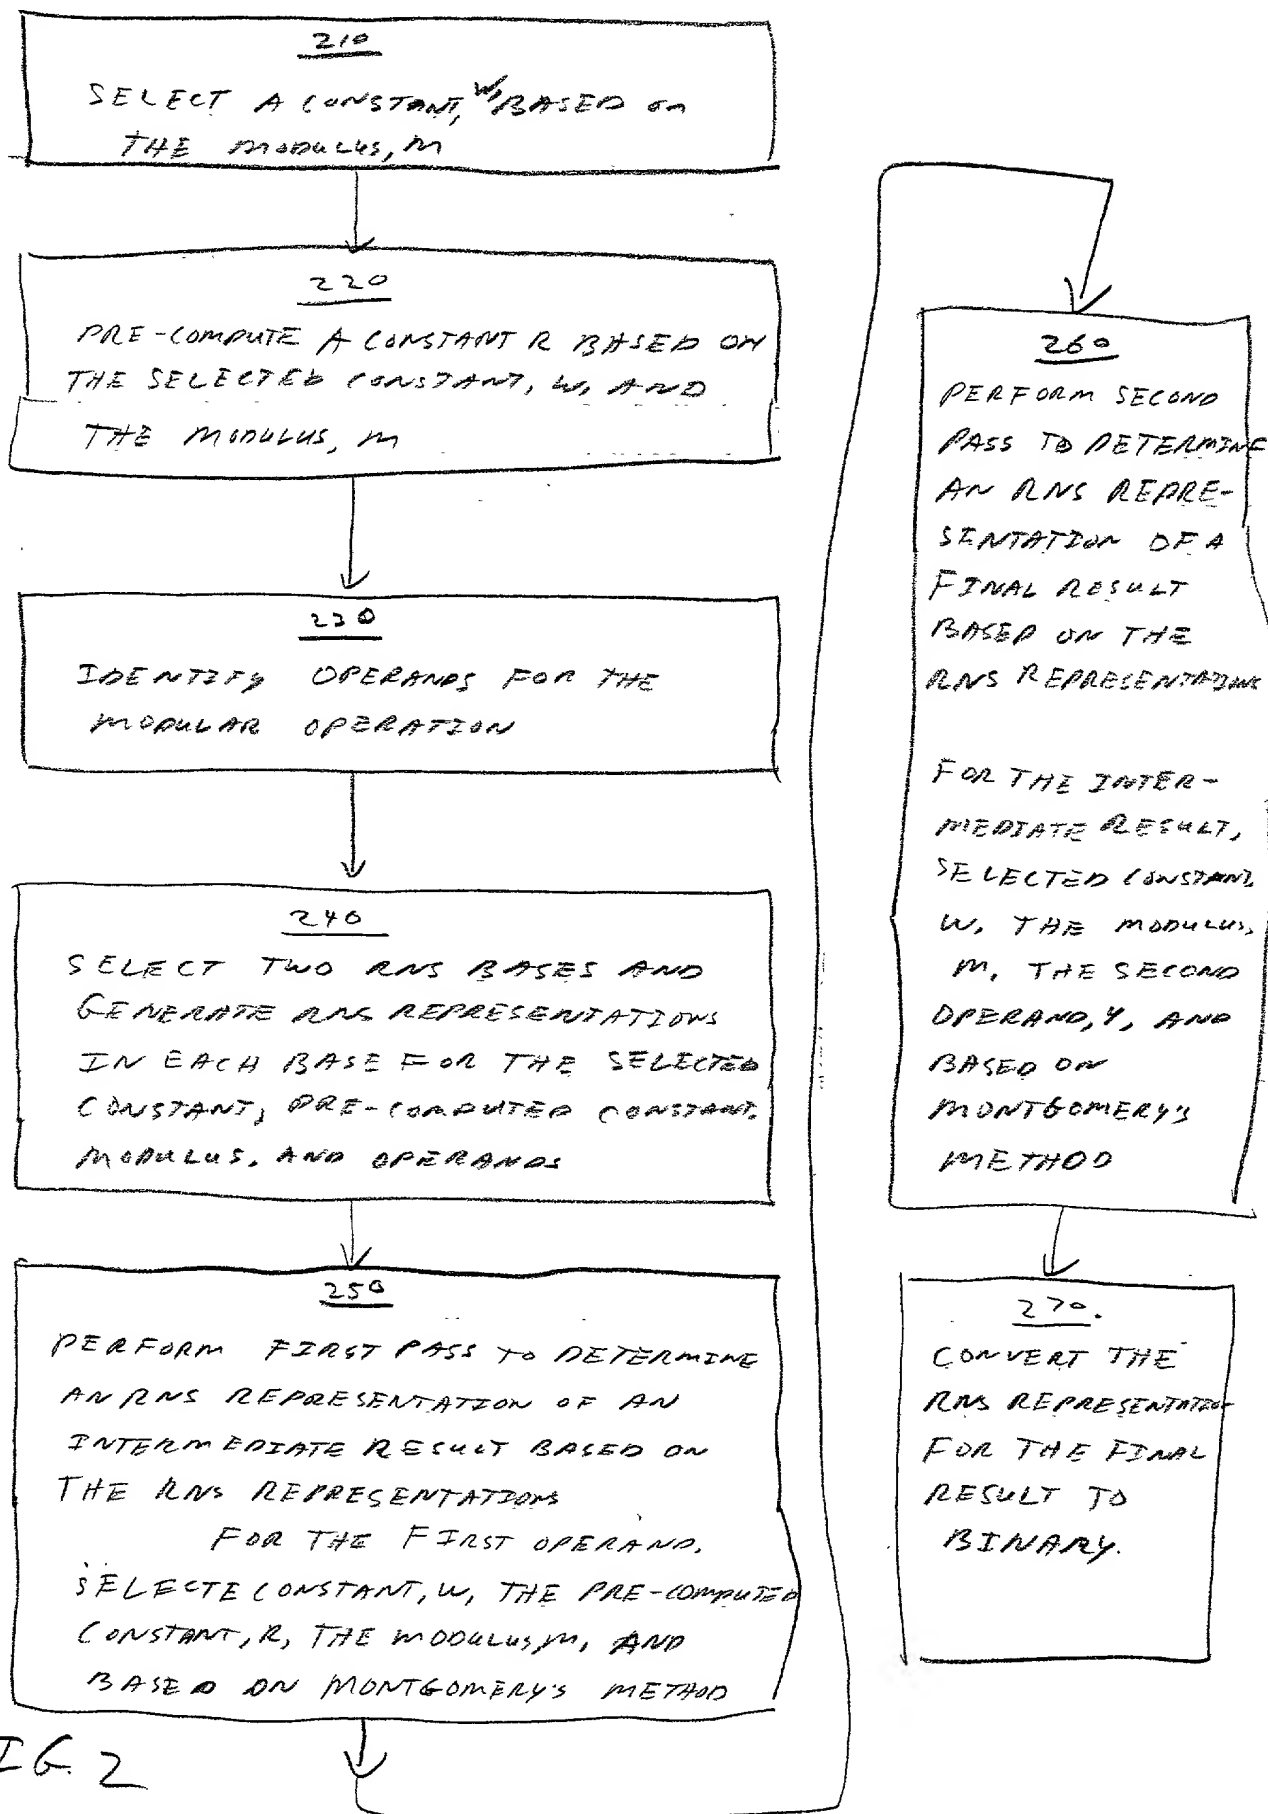 210
SELECT A CONSTANT, W, BASED ON
THE MODULUS, M
220
PRE-COMPUTE A CONSTANT R BASED ON
THE SELECTED CONSTANT, W, AND
THE MODULUS, M
230
IDENTIFY OPERANDS FOR THE
MODULAR OPERATION
240
SELECT TWO RNS BASES AND
GENERATE RNS REPRESENTATIONS
IN EACH BASE FOR THE SELECTED
CONSTANT, PRE-COMPUTED CONSTANT.
MODULUS. AND OPERANDS
250
PERFORM FIRST PASS TO DETERMINE
AN RNS REPRESENTATION OF AN
INTERMEDIATE RESULT BASED ON
THE RNS REPRESENTATIONS
FOR THE FIRST OPERAND.
SELECTE CONSTANT, W, THE PRE-COMPUTED
CONSTANT, R, THE MODULUS, M, AND
BASED ON MONTGOMERY'S METHOD
260
PERFORM SECOND
PASS TO DETERMINE
AN RNS REPRE-
SENTATION OF A
FINAL RESULT
BASED ON THE
RNS REPRESENTATIONS
FOR THE INTER-
MEDIATE RESULT,
SELECTED CONSTANT,
W, THE MODULUS,
M, THE SECOND
OPERAND, Y, AND
BASED ON
MONTGOMERY'S
METHOD
270.
CONVERT THE
RNS REPRESENTATION
FOR THE FINAL
RESULT TO
BINARY.
IG. 2